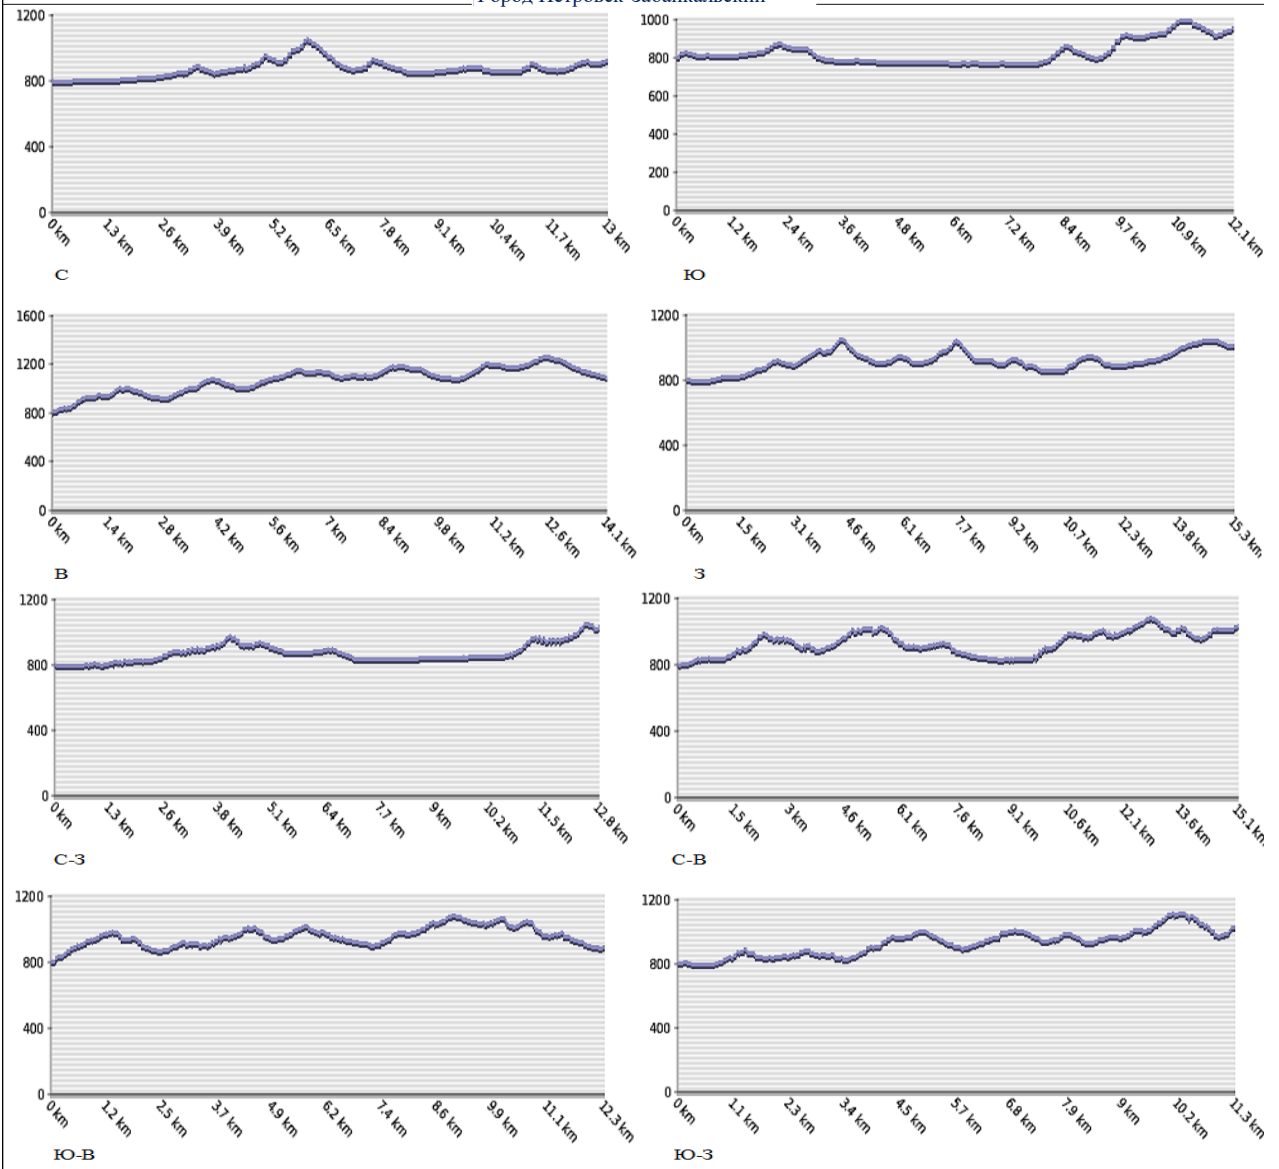 Город Петровск-Забайкальский
1200
800
400
0
0 km 1.3 km 2.6 km 3.9 km 5.2 km 6.5 km 7.8 km 9.1 km 10.4 km 11.7 km 13 km
С
1000
800
600
400
200
0
0 km 1.2 km 2.4 km 3.6 km 4.8 km 6 km 7.2 km 8.4 km 9.7 km 10.9 km 12.1 km
Ю
1600
1200
800
400
0
0 km 1.4 km 2.8 km 4.2 km 5.6 km 7 km 8.4 km 9.8 km 11.2 km 12.6 km 14.1 km
В
1200
800
400
0
0 km 1.5 km 3.1 km 4.6 km 6.1 km 7.7 km 9.2 km 10.7 km 12.3 km 13.8 km 15.3 km
З
1200
800
400
0
0 km 1.3 km 2.6 km 3.8 km 5.1 km 6.4 km 7.7 km 9 km 10.2 km 11.5 km 12.8 km
С-З
1200
800
400
0
0 km 1.5 km 3 km 4.6 km 6.1 km 7.6 km 9.1 km 10.6 km 12.1 km 13.6 km 15.1 km
С-В
1200
800
400
0
0 km 1.2 km 2.5 km 3.7 km 4.9 km 6.2 km 7.4 km 8.6 km 9.9 km 11.1 km 12.3 km
Ю-В
1200
800
400
0
0 km 1.1 km 2.3 km 3.4 km 4.5 km 5.7 km 6.8 km 7.9 km 9 km 10.2 km 11.3 km
Ю-З